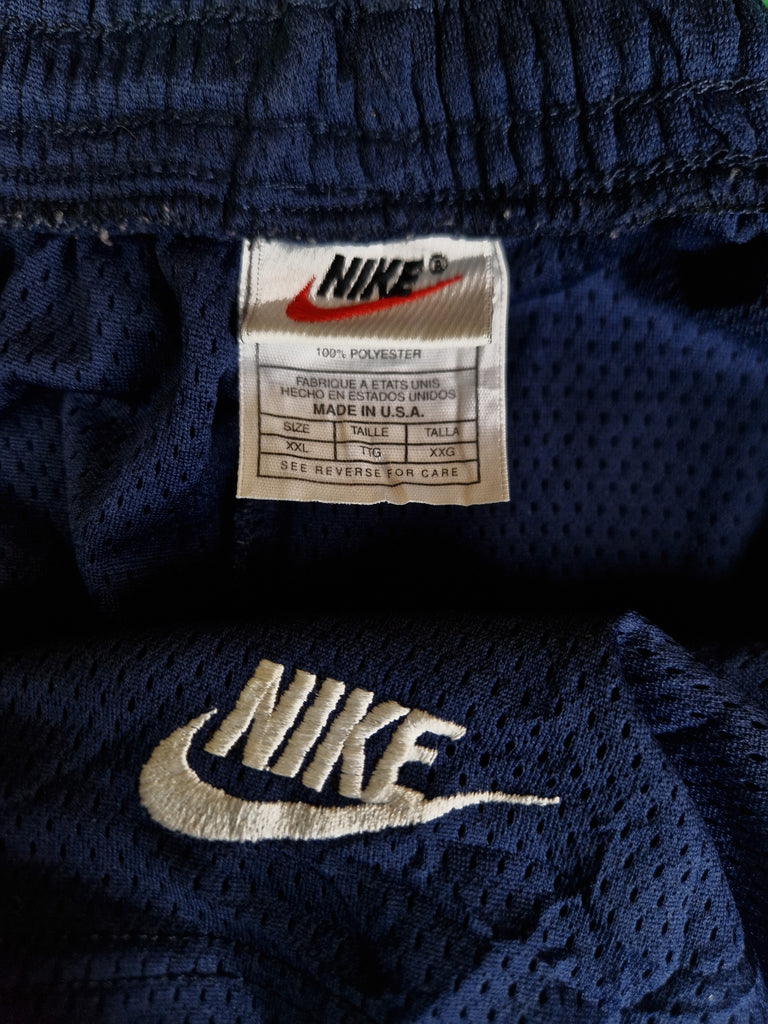 NIKE ®
100% POLYESTER
FABRIQUE A ETATS UNIS
HECHO EN ESTADOS UNIDOS
MADE IN U.S.A.
SIZE TAILLE TALLA
XXL TTG XXG
SEE REVERSE FOR CARE
NIKE